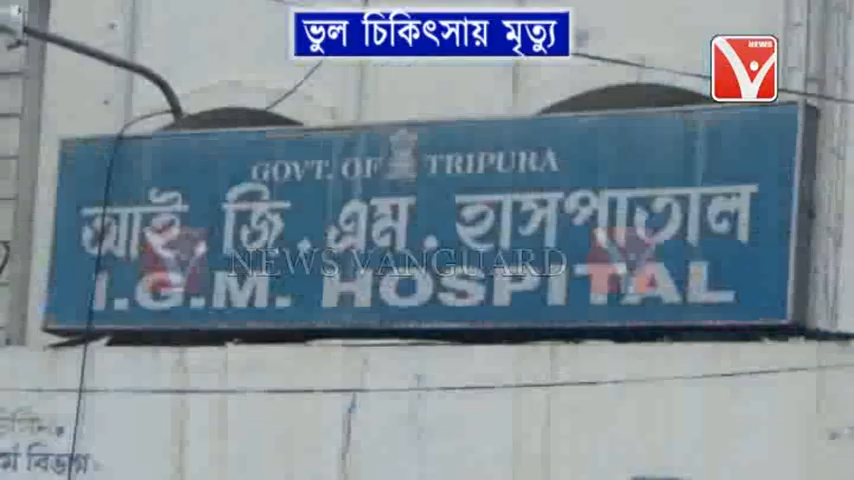 ভুল চিকিৎসায় মৃত্যু
NEWS
GOVT. OF TRIPURA
আই. জি. এম. হাসপাতাল
NEWS VANGUARD
I.G.M. HOSPITAL
বিভাগ